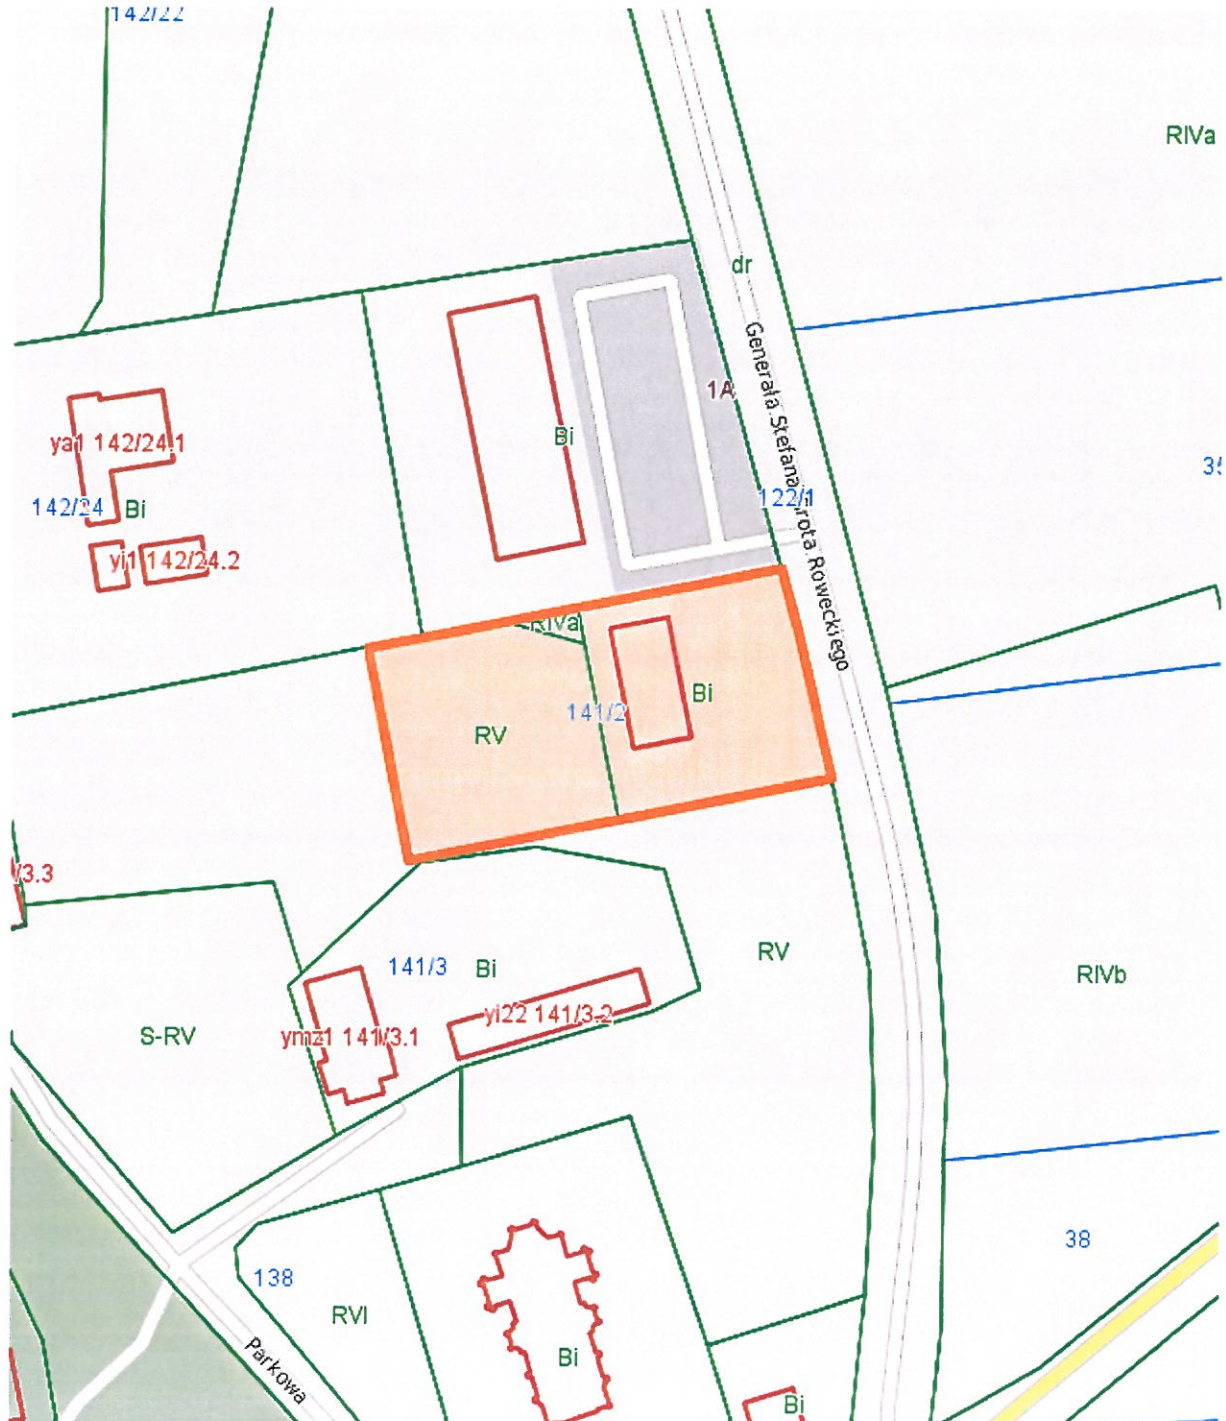 142/22
RIVa
dr
Generała Stefana Grota Roweckiego
1A
Bi
ya1 142/24.1
142/24 Bi
122/1
yi1 142/24.2
RIVa
Bi
141/2
RV
/3.3
141/3 Bi
RV
RIVb
yi22 141/3.2
S-RV
ymz1 141/3.1
38
138
RVI
Bi
Parkowa
Bi